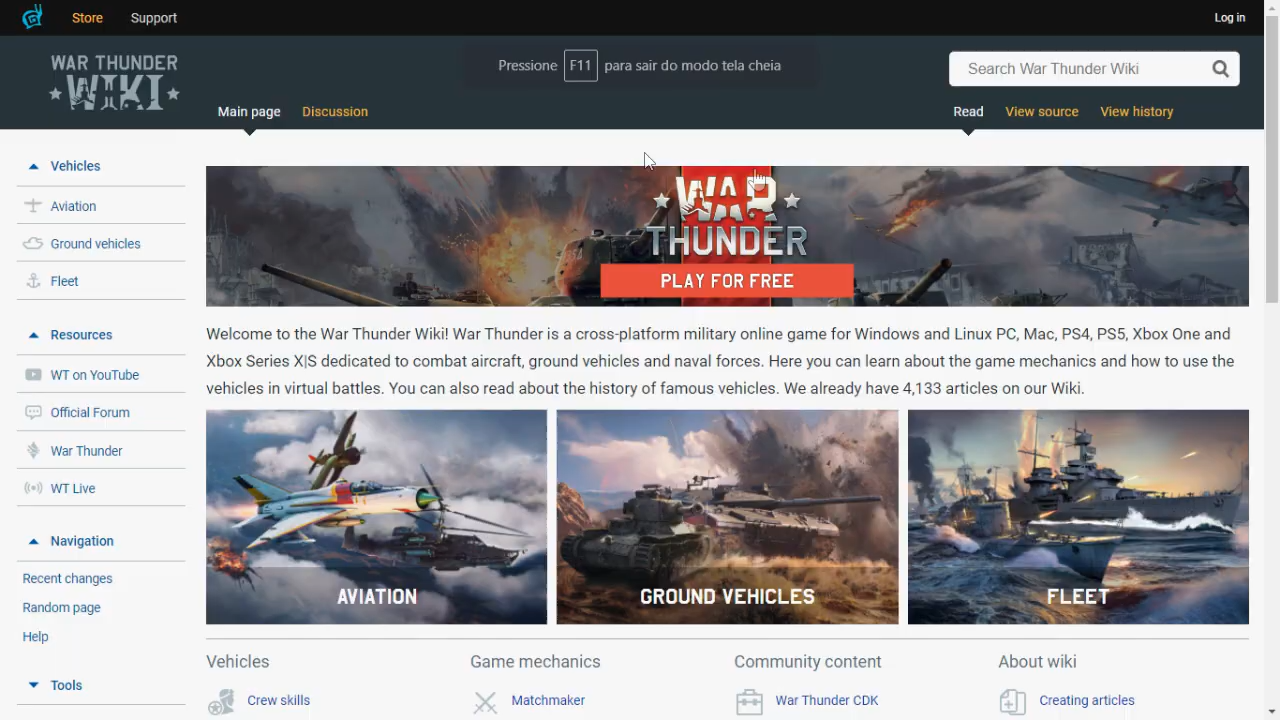 Store Support Log in
WAR THUNDER
WIKI
Pressione F11 para sair do modo tela cheia
Search War Thunder Wiki
Main page Discussion Read View source View history
Vehicles
Aviation
Ground vehicles
Fleet
Resources
WT on YouTube
Official Forum
War Thunder
WT Live
Navigation
Recent changes
Random page
Help
Tools
WAR
THUNDER
PLAY FOR FREE
Welcome to the War Thunder Wiki! War Thunder is a cross-platform military online game for Windows and Linux PC, Mac, PS4, PS5, Xbox One and
Xbox Series X|S dedicated to combat aircraft, ground vehicles and naval forces. Here you can learn about the game mechanics and how to use the
vehicles in virtual battles. You can also read about the history of famous vehicles. We already have 4,133 articles on our Wiki.
AVIATION GROUND VEHICLES FLEET
Vehicles Game mechanics Community content About wiki
Crew skills Matchmaker War Thunder CDK Creating articles